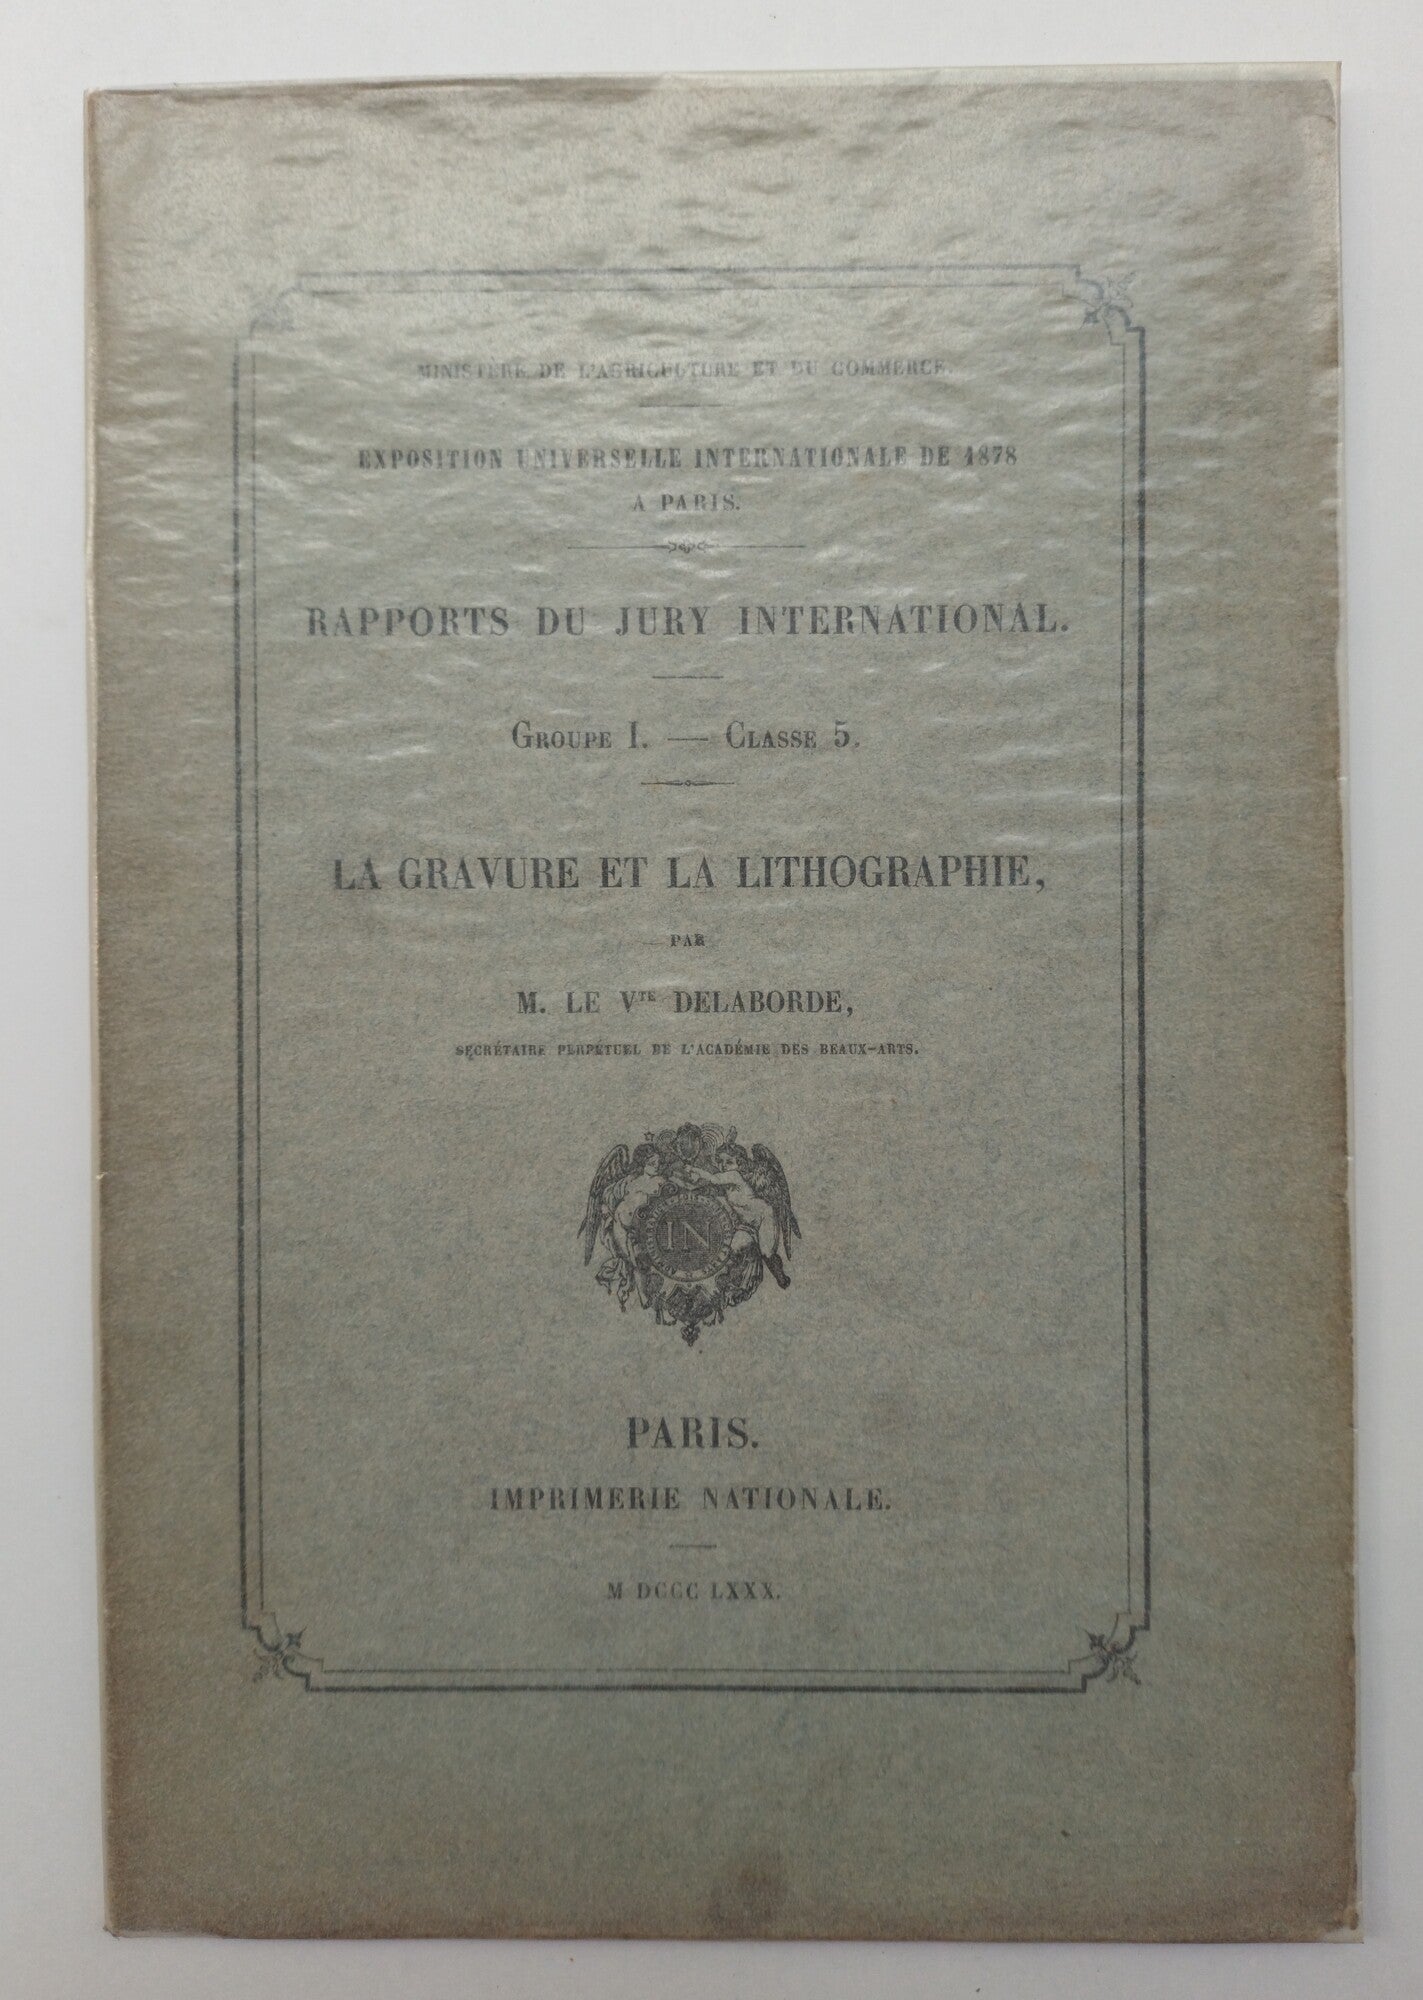 MINISTÈRE DE L'AGRICULTURE ET DU COMMERCE.
EXPOSITION UNIVERSELLE INTERNATIONALE DE 1878
A PARIS.
RAPPORTS DU JURY INTERNATIONAL.
GROUPE I. — CLASSE 5.
LA GRAVURE ET LA LITHOGRAPHIE,
PAR
M. LE VTE DELABORDE,
SECRÉTAIRE PERPÉTUEL DE L'ACADÉMIE DES BEAUX-ARTS.
IN
PARIS.
IMPRIMERIE NATIONALE.
M DCCC LXXX.